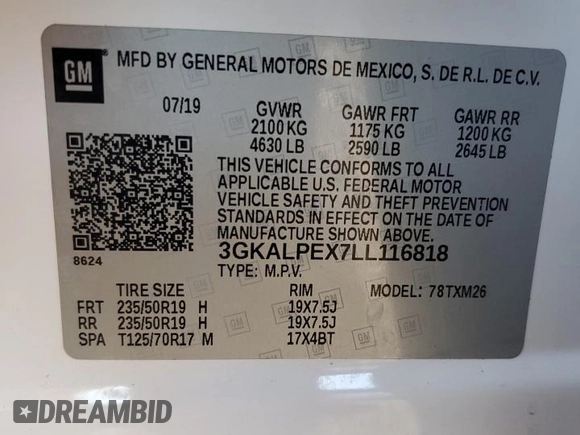 GM ® MFD BY GENERAL MOTORS DE MEXICO, S. DE R.L. DE C.V.
07/19 GVWR GAWR FRT GAWR RR
2100 KG 1175 KG 1200 KG
4630 LB 2590 LB 2645 LB
THIS VEHICLE CONFORMS TO ALL
APPLICABLE U.S. FEDERAL MOTOR
VEHICLE SAFETY AND THEFT PREVENTION
STANDARDS IN EFFECT ON THE DATE OF
MANUFACTURE SHOWN ABOVE.
8624 3GKALPEX7LL116818
TYPE: M.P.V.
TIRE SIZE RIM MODEL: 78TXM26
FRT 235/50R19 H 19X7.5J
RR 235/50R19 H 19X7.5J
SPA T125/70R17 M 17X4BT
DREAMBID